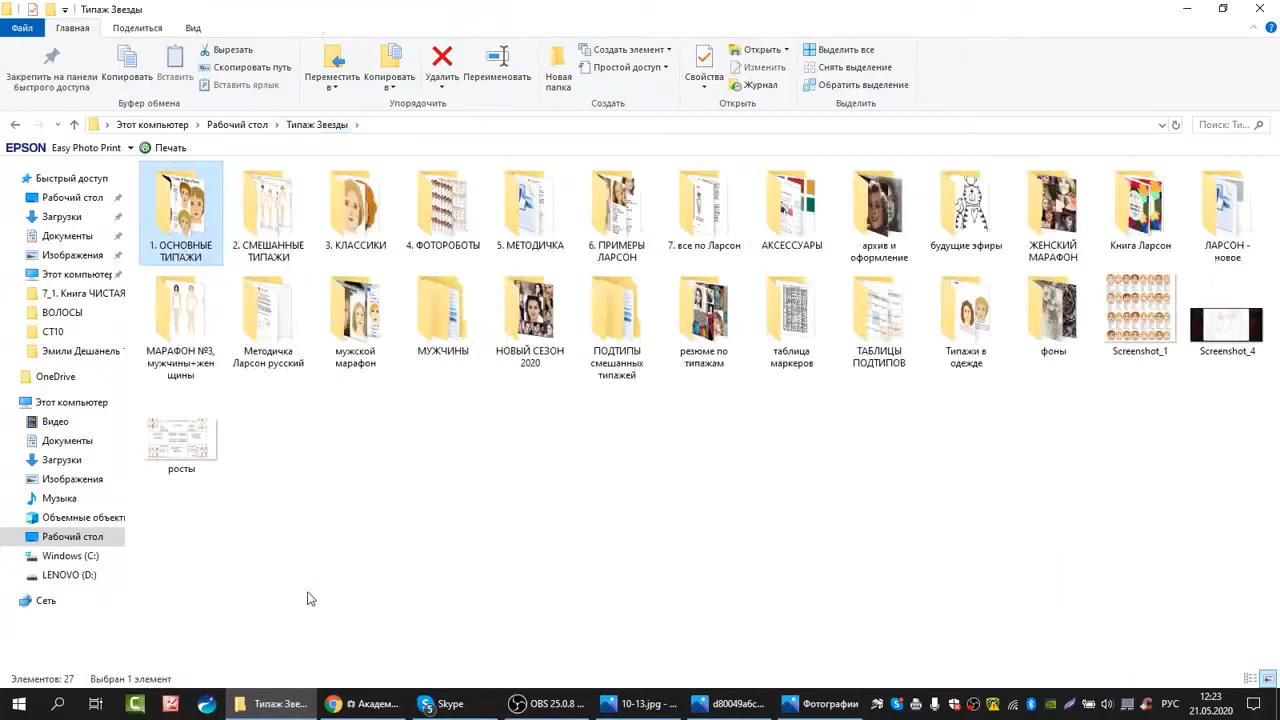 Типаж Звезды
Файл
Главная
Поделиться
Вид
Закрепить на панели
быстрого доступа
Копировать
Вставить
Вырезать
Скопировать путь
Вставить ярлык
Буфер обмена
Переместить
в
Копировать
в
Удалить
Переименовать
Упорядочить
Новая
папка
Создать элемент
Простой доступ
Создать
Свойства
Открыть
Изменить
Журнал
Открыть
Выделить все
Снять выделение
Обратить выделение
Выделить
Этот компьютер
Рабочий стол
Типаж Звезды
Поиск: Ти...
EPSON Easy Photo Print
Печать
Быстрый доступ
Рабочий стол
Загрузки
Документы
Изображения
Этот компьютер
7_1. Книга ЧИСТАЯ
ВОЛОСЫ
СТ10
Эмили Дешанель
OneDrive
Этот компьютер
Видео
Документы
Загрузки
Изображения
Музыка
Объемные объект
Рабочий стол
Windows (C:)
LENOVO (D:)
Сеть
1. ОСНОВНЫЕ
ТИПАЖИ
2. СМЕШАННЫЕ
ТИПАЖИ
3. КЛАССИКИ
4. ФОТОРОБОТЫ
5. МЕТОДИЧКА
6. ПРИМЕРЫ
ЛАРСОН
7. все по Ларсон
АКСЕССУАРЫ
архив и
оформление
будущие эфиры
ЖЕНСКИЙ
МАРАФОН
Книга Ларсон
ЛАРСОН -
новое
МАРАФОН №3,
мужчины+жен
щины
Методичка
Ларсон русский
мужской
марафон
МУЖЧИНЫ
НОВЫЙ СЕЗОН
2020
ПОДТИПЫ
смешанных
типажей
резюме по
типажам
таблица
маркеров
ТАБЛИЦЫ
ПОДТИПОВ
Типажи в
одежде
фоны
Screenshot_1
Screenshot_4
росты
Элементов: 27
Выбран 1 элемент
Типаж Зве...
Академ...
Skype
OBS 25.0.8 ...
10-13.jpg - ...
d80049a6c...
Фотографии
РУС
12:23
21.05.2020